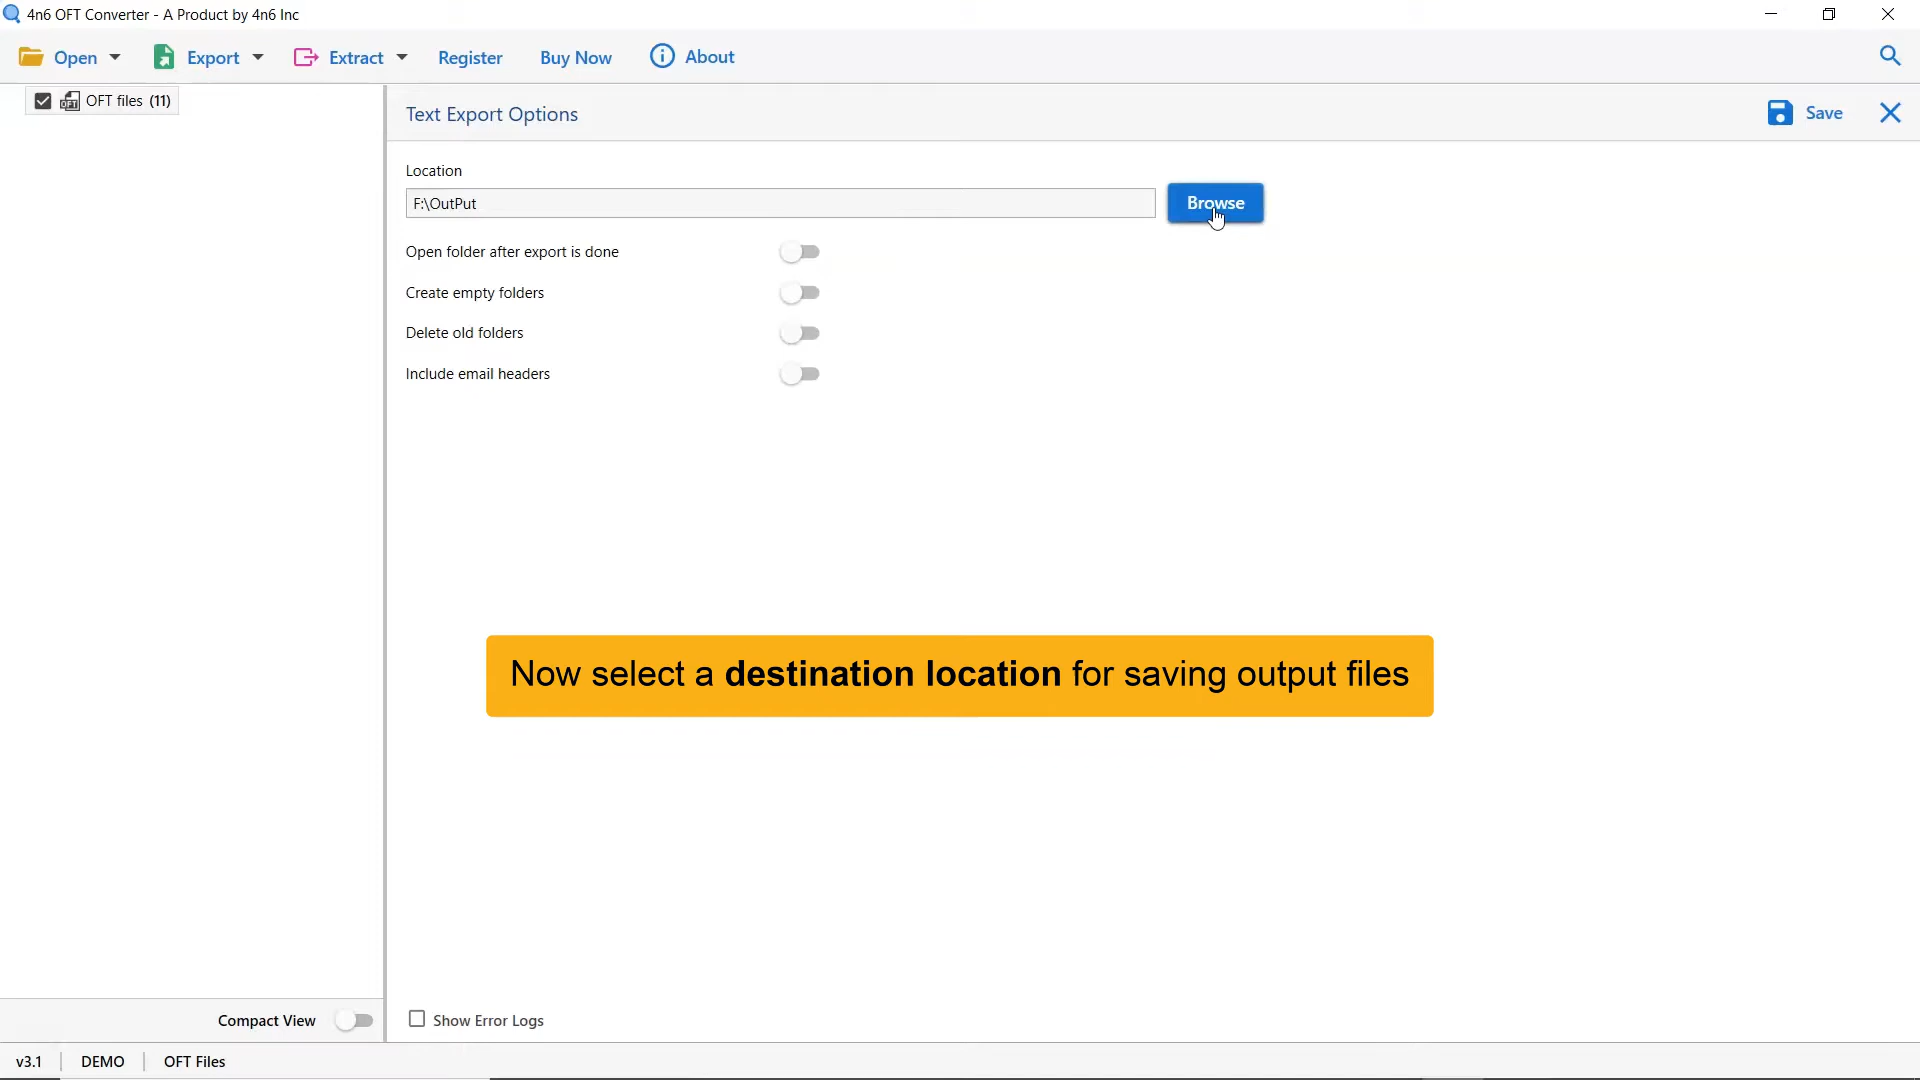 4n6 OFT Converter - A Product by 4n6 Inc
Open Export Extract Register Buy Now About
OFT files (11)
Text Export Options
Save
Location
F:\OutPut
Browse
Open folder after export is done
Create empty folders
Delete old folders
Include email headers
Now select a destination location for saving output files
Compact View
Show Error Logs
v3.1 DEMO OFT Files